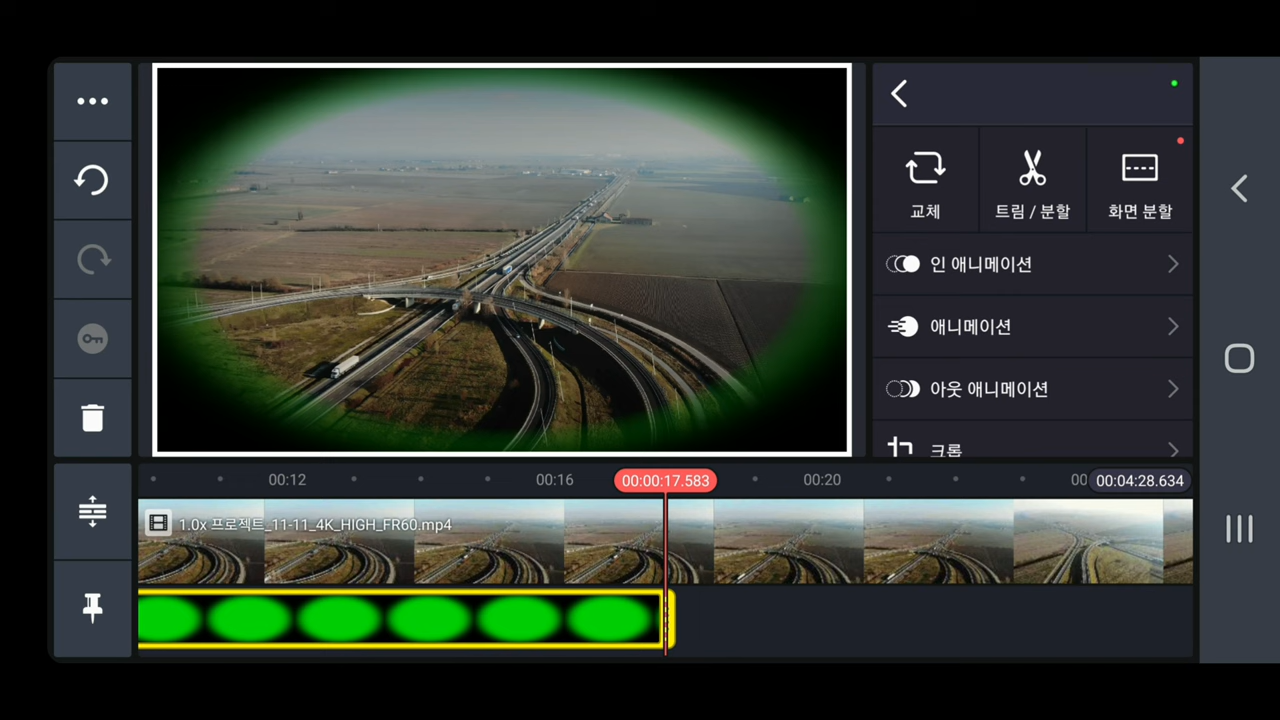 교체
트림 / 분할
화면 분할
인 애니메이션
애니메이션
아웃 애니메이션
크롭
00:12
00:16
00:00:17.583
00:20
00
00:04:28.634
1.0x 프로젝트_11-11_4K_HIGH_FR60.mp4